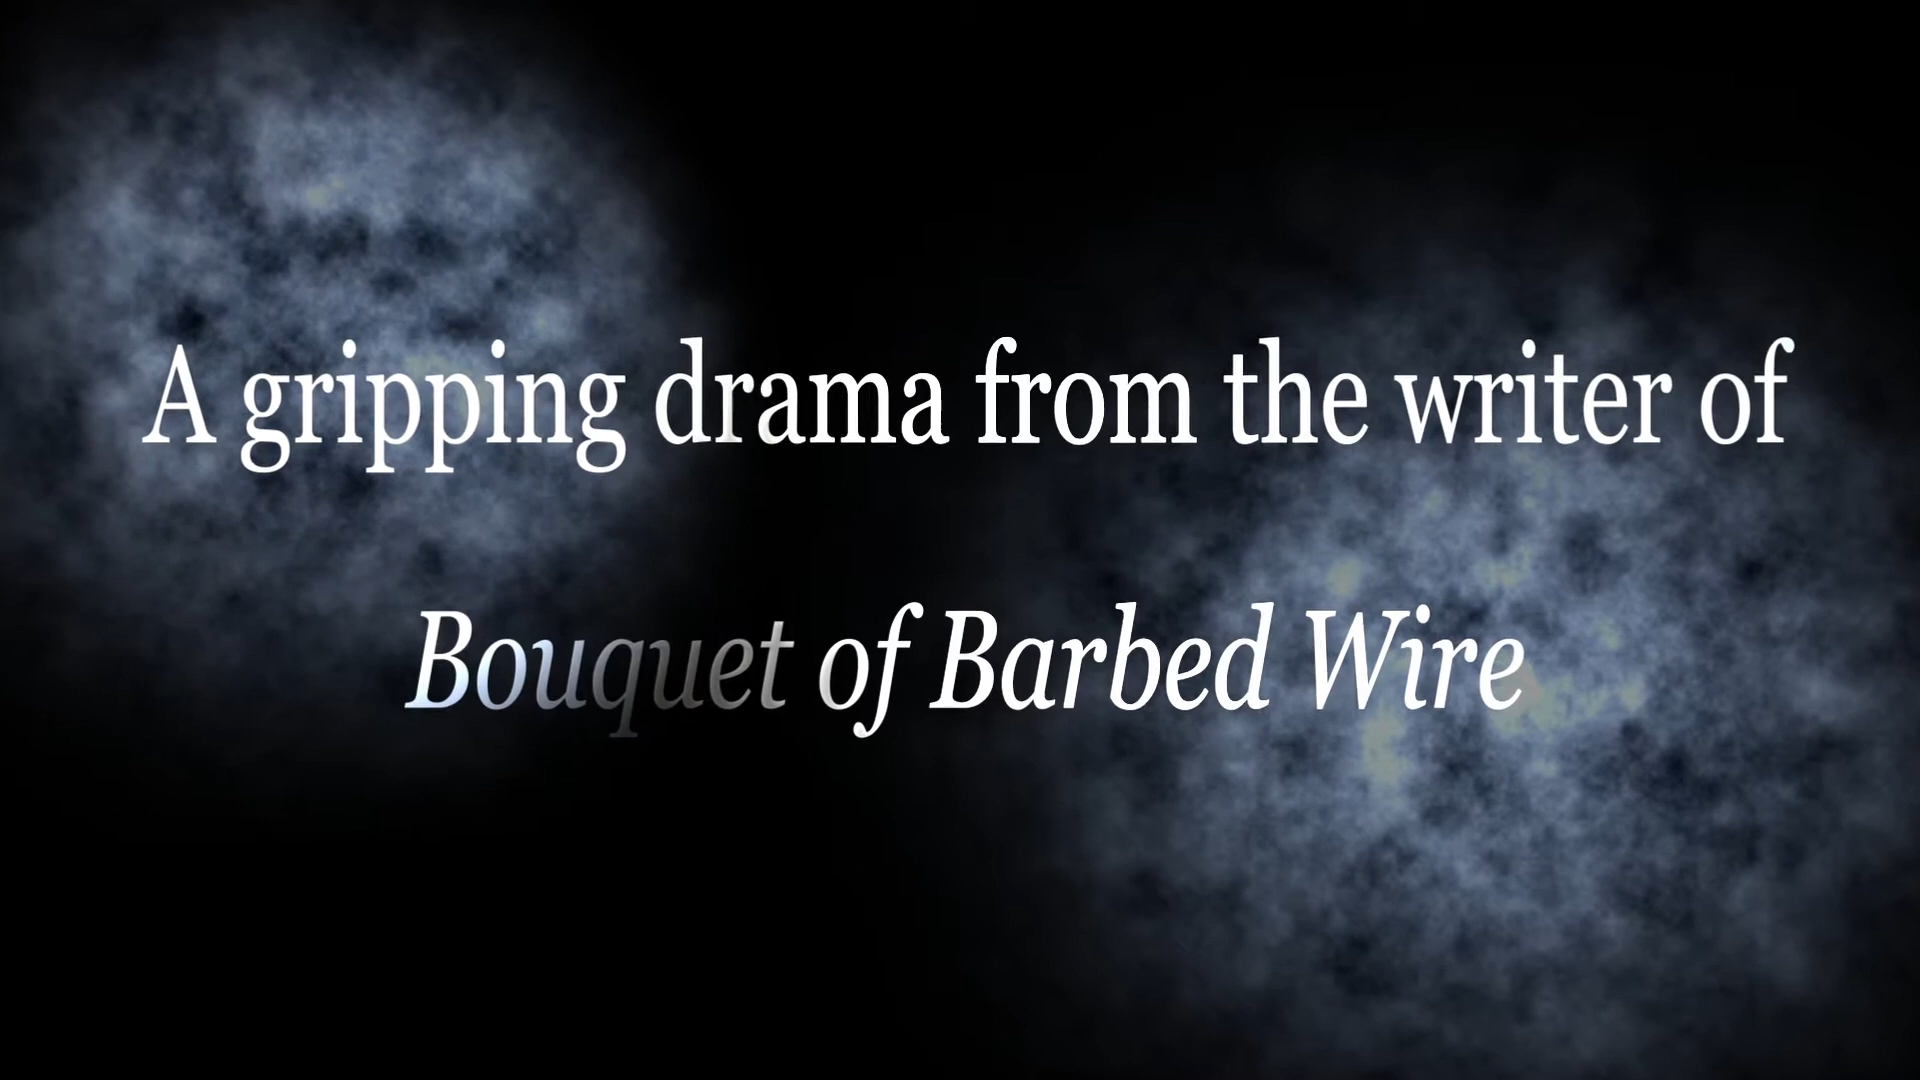 A gripping drama from the writer of
Bouquet of Barbed Wire